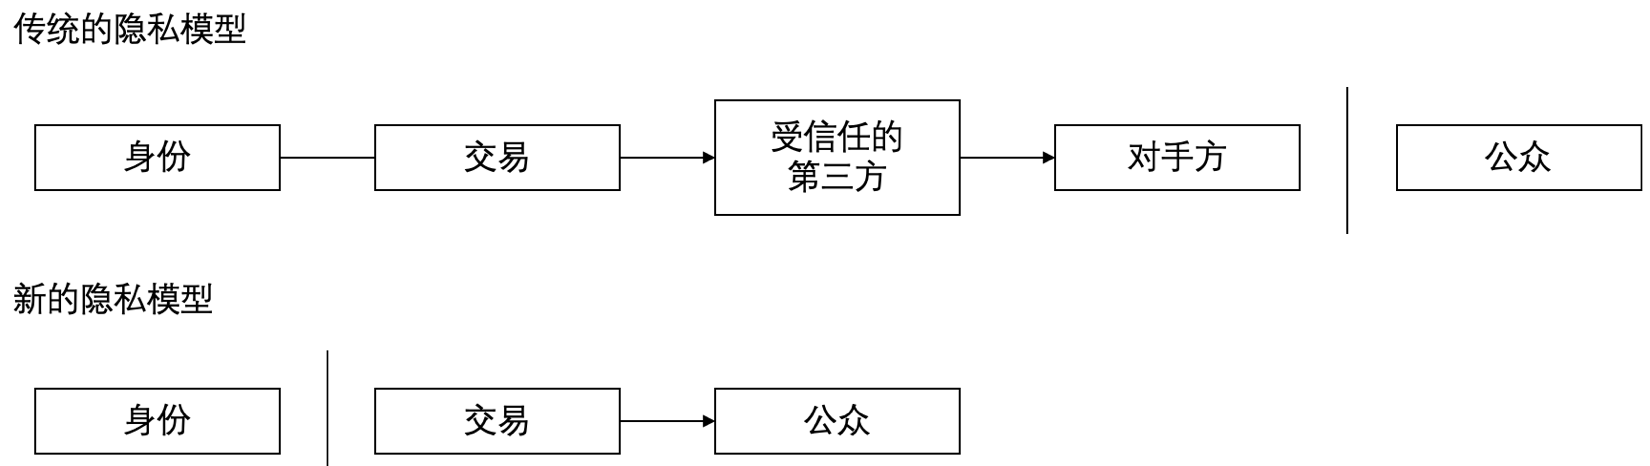 传统的隐私模型
身份
交易
受信任的
第三方
对手方
公众
新的隐私模型
身份
交易
公众